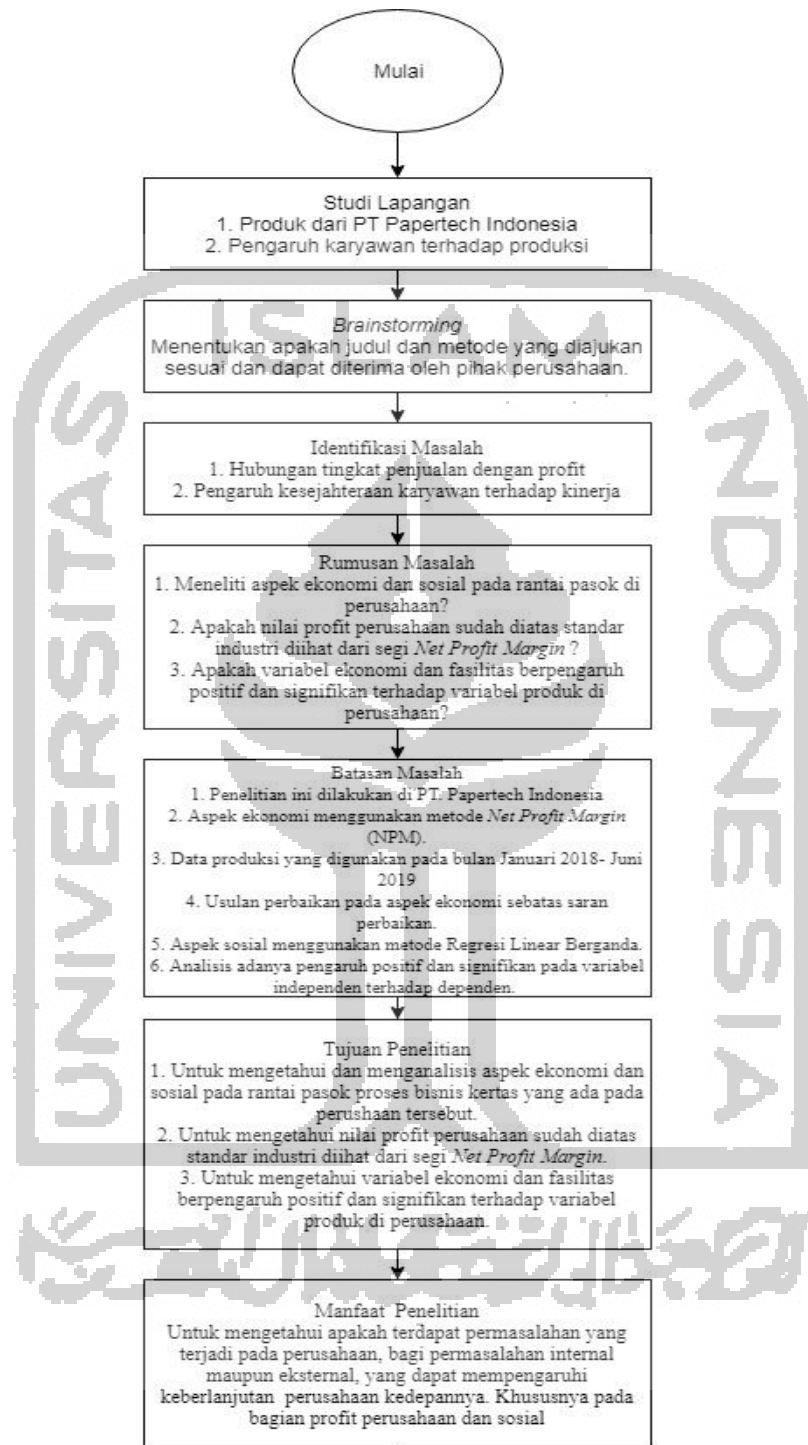 Mulai
Studi Lapangan
1. Produk dari PT Papertech Indonesia
2. Pengaruh karyawan terhadap produksi
Brainstorming
Menentukan apakah judul dan metode yang diajukan
sesuai dan dapat diterima oleh pihak perusahaan.
Identifikasi Masalah
1. Hubungan tingkat penjualan dengan profit
2. Pengaruh kesejahteraan karyawan terhadap kinerja
Rumusan Masalah
1. Meneliti aspek ekonomi dan sosial pada rantai pasok di
perusahaan?
2. Apakah nilai profit perusahaan sudah diatas standar
industri diihat dari segi Net Profit Margin ?
3. Apakah variabel ekonomi dan fasilitas berpengaruh
positif dan signifikan terhadap variabel produk di
perusahaan?
Batasan Masalah
1. Penelitian ini dilakukan di PT. Papertech Indonesia
2. Aspek ekonomi menggunakan metode Net Profit Margin
(NPM).
3. Data produksi yang digunakan pada bulan Januari 2018- Juni
2019
4. Usulan perbaikan pada aspek ekonomi sebatas saran
perbaikan.
5. Aspek sosial menggunakan metode Regresi Linear Berganda.
6. Analisis adanya pengaruh positif dan signifikan pada variabel
independen terhadap dependen.
Tujuan Penelitian
1. Untuk mengetahui dan menganalisis aspek ekonomi dan
sosial pada rantai pasok proses bisnis kertas yang ada pada
perushaan tersebut.
2. Untuk mengetahui nilai profit perusahaan sudah diatas
standar industri diihat dari segi Net Profit Margin.
3. Untuk mengetahui variabel ekonomi dan fasilitas
berpengaruh positif dan signifikan terhadap variabel
produk di perusahaan.
Manfaat Penelitian
Untuk mengetahui apakah terdapat permasalahan yang
terjadi pada perusahaan, bagi permasalahan internal
maupun eksternal, yang dapat mempengaruhi
keberlanjutan perusahaan kedepannya. Khususnya pada
bagian profit perusahaan dan sosial
UNIVERSITAS
ISLAM
INDONESIA